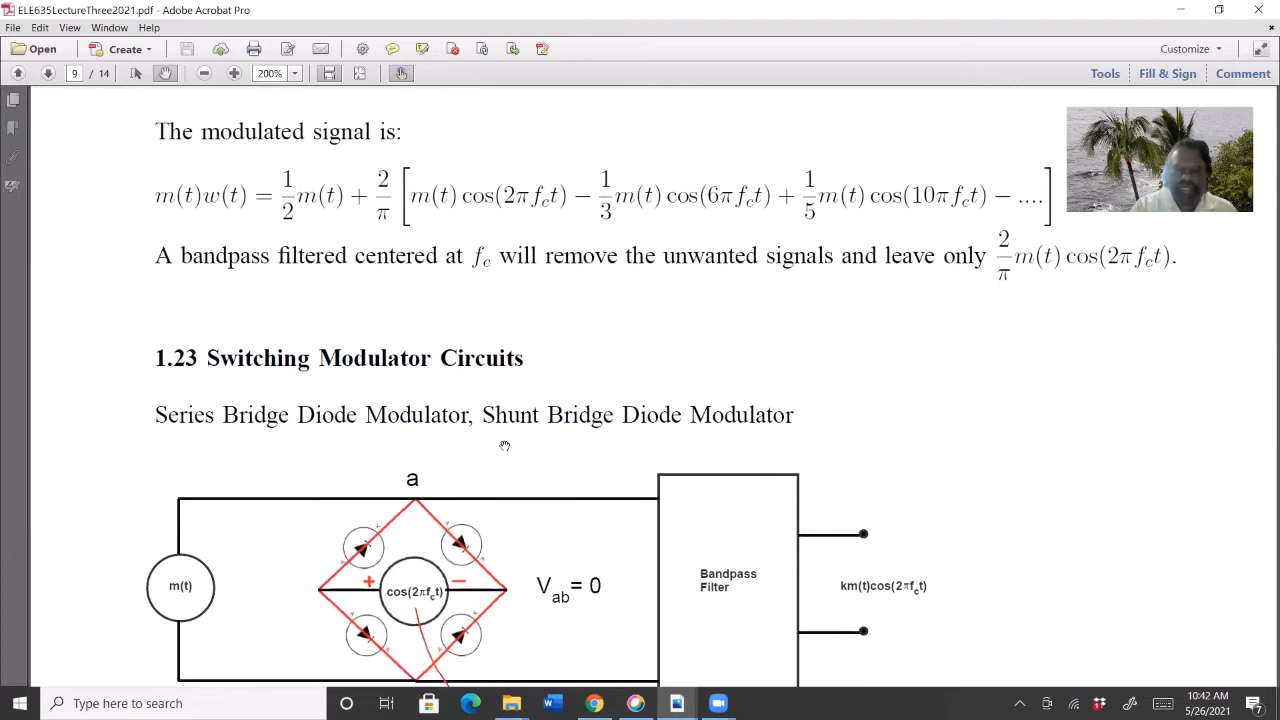 ELE635LectureThree2021.pdf - Adobe Acrobat Pro
File Edit View Window Help
Open Create Customize
9 / 14 200% Tools Fill & Sign Comment
The modulated signal is:
m(t)w(t) = 1/2 m(t) + 2/π [m(t) cos(2πf_c t) − 1/3 m(t) cos(6πf_c t) + 1/5 m(t) cos(10πf_c t) − ....]
A bandpass filtered centered at f_c will remove the unwanted signals and leave only 2/π m(t) cos(2πf_c t).
1.23 Switching Modulator Circuits
Series Bridge Diode Modulator, Shunt Bridge Diode Modulator
a
m(t)
+ −
cos(2πf_c t)
V_ab = 0
Bandpass
Filter
km(t)cos(2πf_c t)
Type here to search
10:42 AM
5/26/2021
7